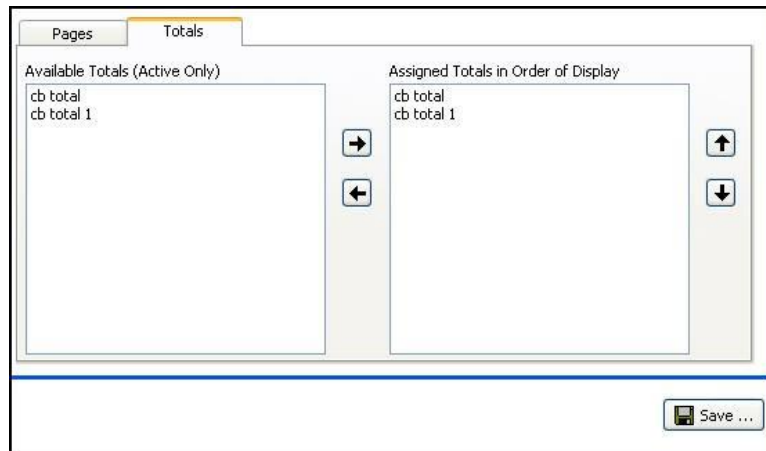 Pages
Totals
Available Totals (Active Only)
cb total
cb total 1
Assigned Totals in Order of Display
cb total
cb total 1
Save ...